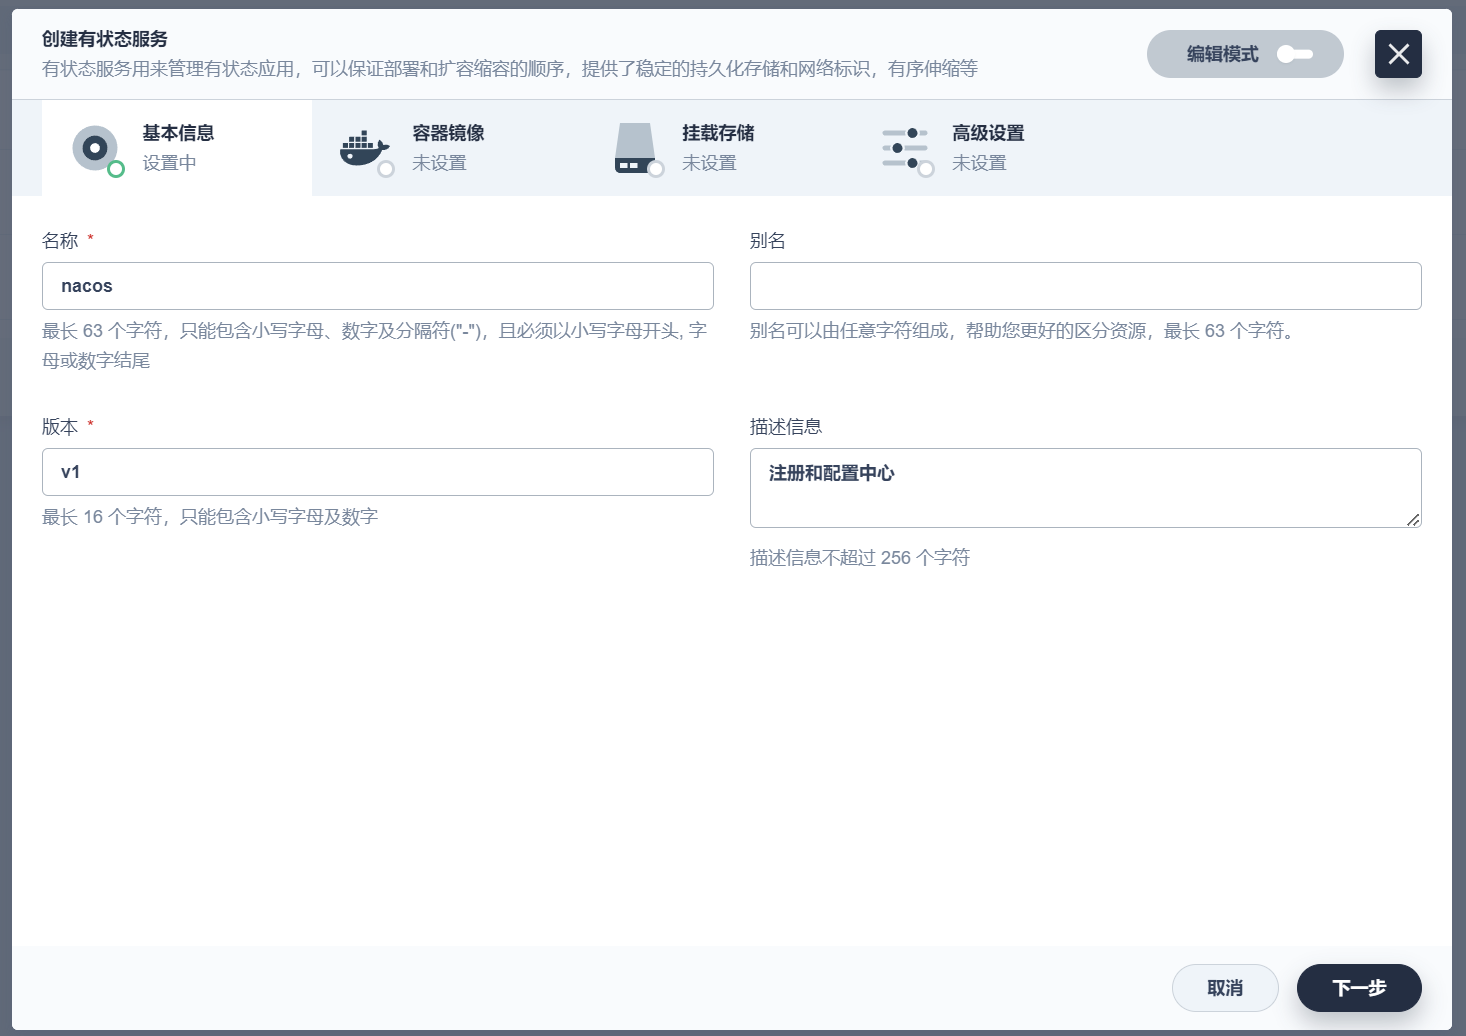 创建有状态服务
有状态服务用来管理有状态应用，可以保证部署和扩容缩容的顺序，提供了稳定的持久化存储和网络标识，有序伸缩等
编辑模式
基本信息
设置中
容器镜像
未设置
挂载存储
未设置
高级设置
未设置
名称 *
nacos
最长 63 个字符，只能包含小写字母、数字及分隔符("-")，且必须以小写字母开头, 字
母或数字结尾
别名
别名可以由任意字符组成，帮助您更好的区分资源，最长 63 个字符。
版本 *
v1
最长 16 个字符，只能包含小写字母及数字
描述信息
注册和配置中心
描述信息不超过 256 个字符
取消
下一步